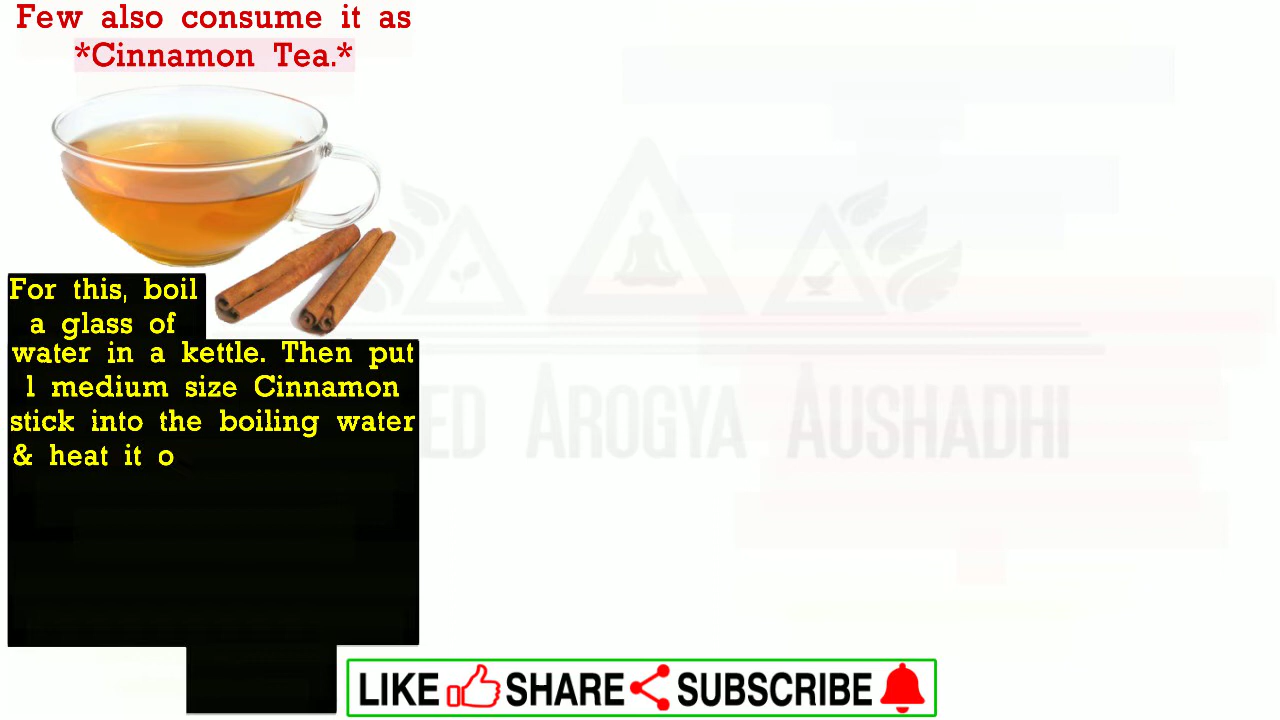 Few also consume it as
*Cinnamon Tea.*
For this, boil
a glass of
water in a kettle. Then put
1 medium size Cinnamon
stick into the boiling water
& heat it o
ED AROGYA AUSHADHI
LIKE SHARE SUBSCRIBE